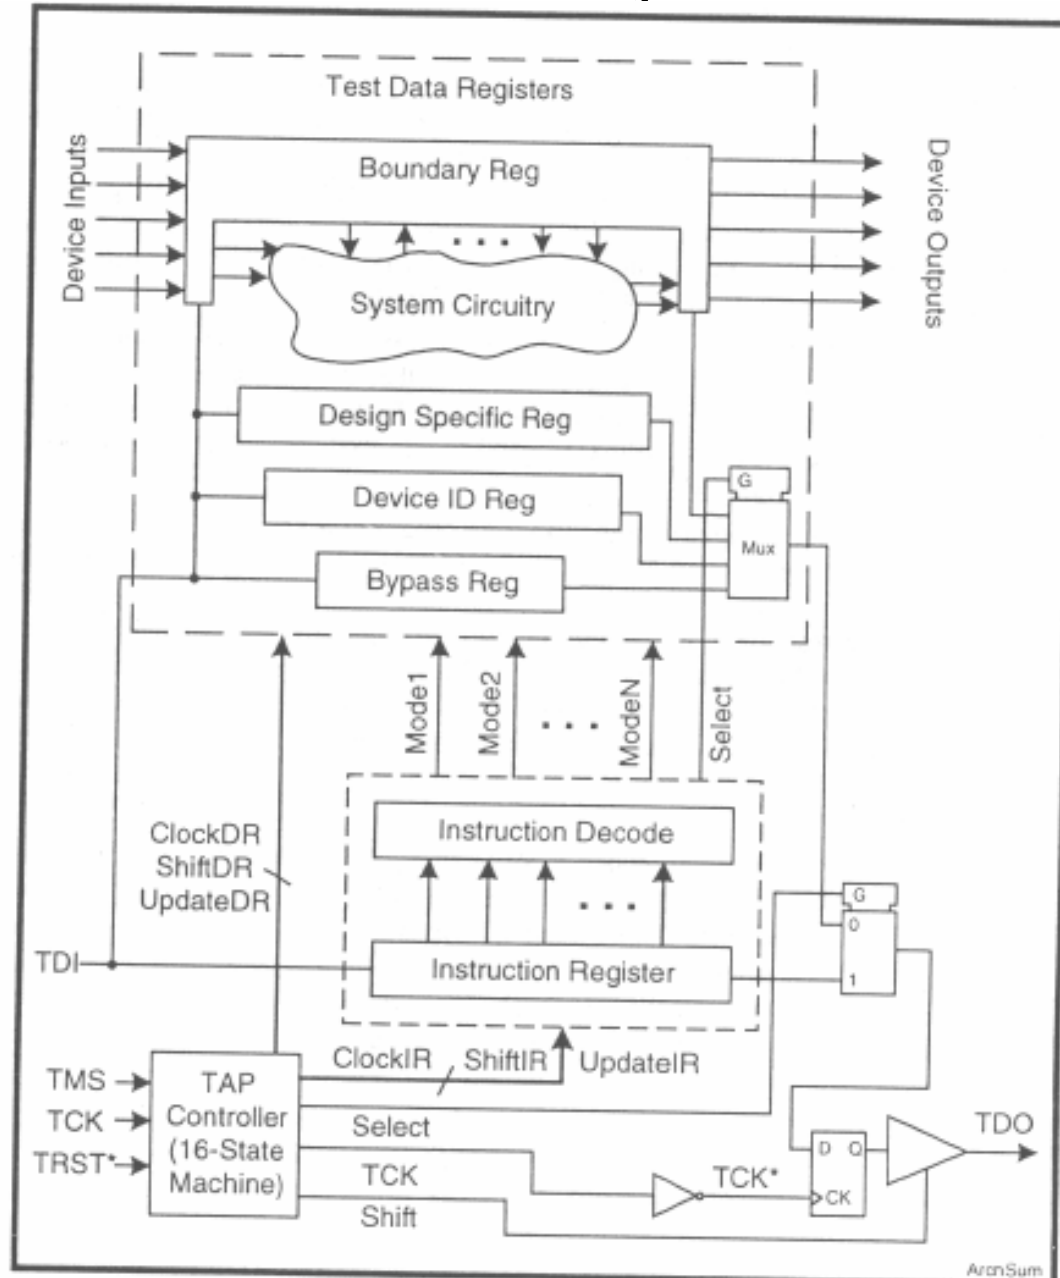 Test Data Registers
Boundary Reg
Device Inputs
Device Outputs
System Circuitry
Design Specific Reg
Device ID Reg
G
Mux
Bypass Reg
Mode1
Mode2
ModeN
Select
Instruction Decode
ClockDR
ShiftDR
UpdateDR
G
0
1
TDI
Instruction Register
ClockIR
ShiftIR
UpdateIR
TMS
TCK
TRST*
TAP
Controller
(16-State
Machine)
Select
TCK
Shift
TCK*
D Q
CK
TDO
ArcnSum